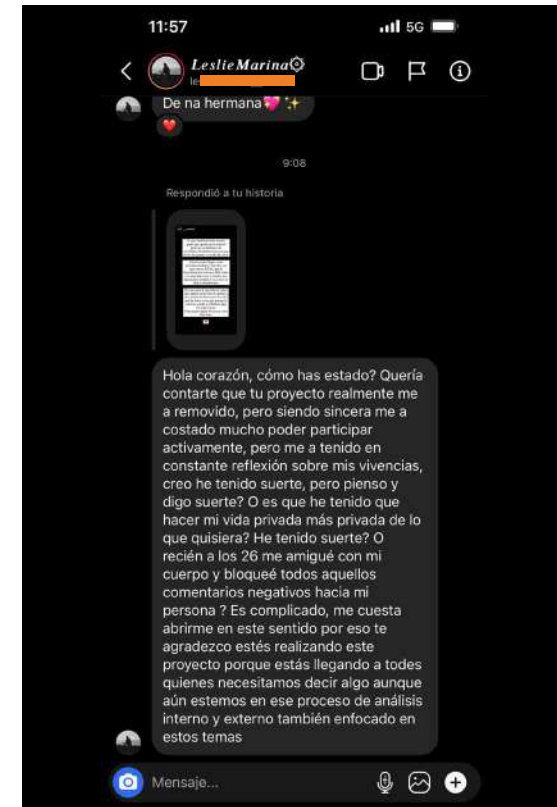 11:57
5G
LeslieMarina
De na hermana💖✨
❤️
9:08
Respondió a tu historia
Hola corazón, cómo has estado? Quería
contarte que tu proyecto realmente me
a removido, pero siendo sincera me a
costado mucho poder participar
activamente, pero me a tenido en
constante reflexión sobre mis vivencias,
creo he tenido suerte, pero pienso y
digo suerte? O es que he tenido que
hacer mi vida privada más privada de lo
que quisiera? He tenido suerte? O
recién a los 26 me amigué con mi
cuerpo y bloqueé todos aquellos
comentarios negativos hacia mi
persona ? Es complicado, me cuesta
abrirme en este sentido por eso te
agradezco estés realizando este
proyecto porque estás llegando a todes
quienes necesitamos decir algo aunque
aún estemos en ese proceso de análisis
interno y externo también enfocado en
estos temas
Mensaje...